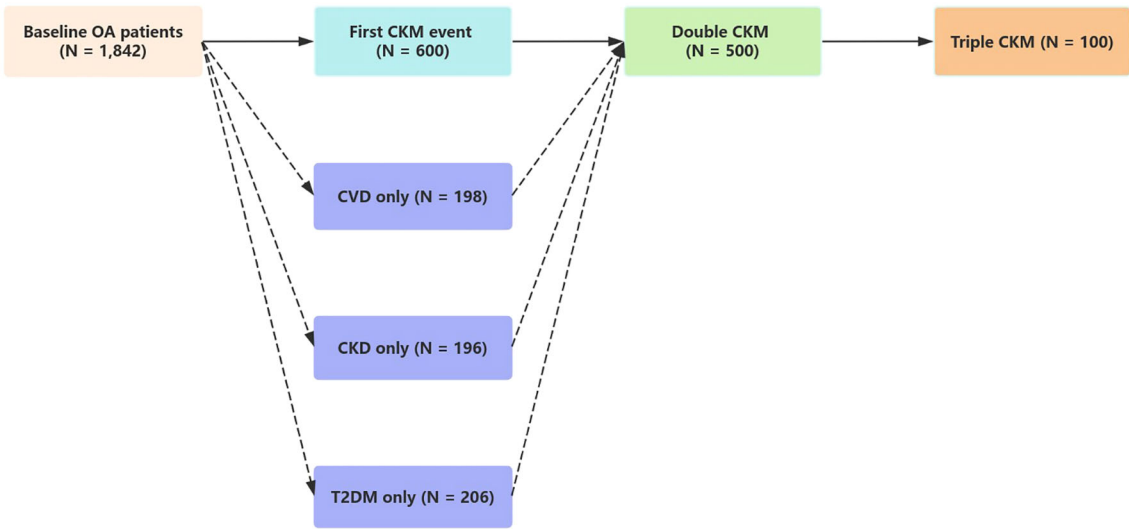 Baseline OA patients
(N = 1,842)
First CKM event
(N = 600)
Double CKM
(N = 500)
Triple CKM (N = 100)
CVD only (N = 198)
CKD only (N = 196)
T2DM only (N = 206)